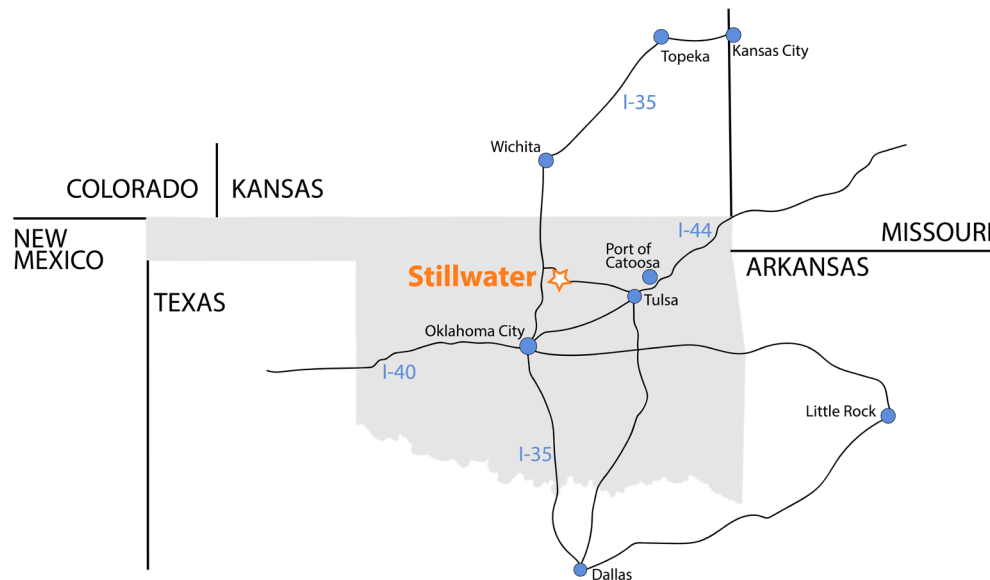 Topeka
Kansas City
I-35
Wichita
COLORADO
KANSAS
I-44
NEW
MEXICO
MISSOURI
Port of
Catoosa
ARKANSAS
Stillwater
TEXAS
Tulsa
Oklahoma City
I-40
Little Rock
I-35
Dallas